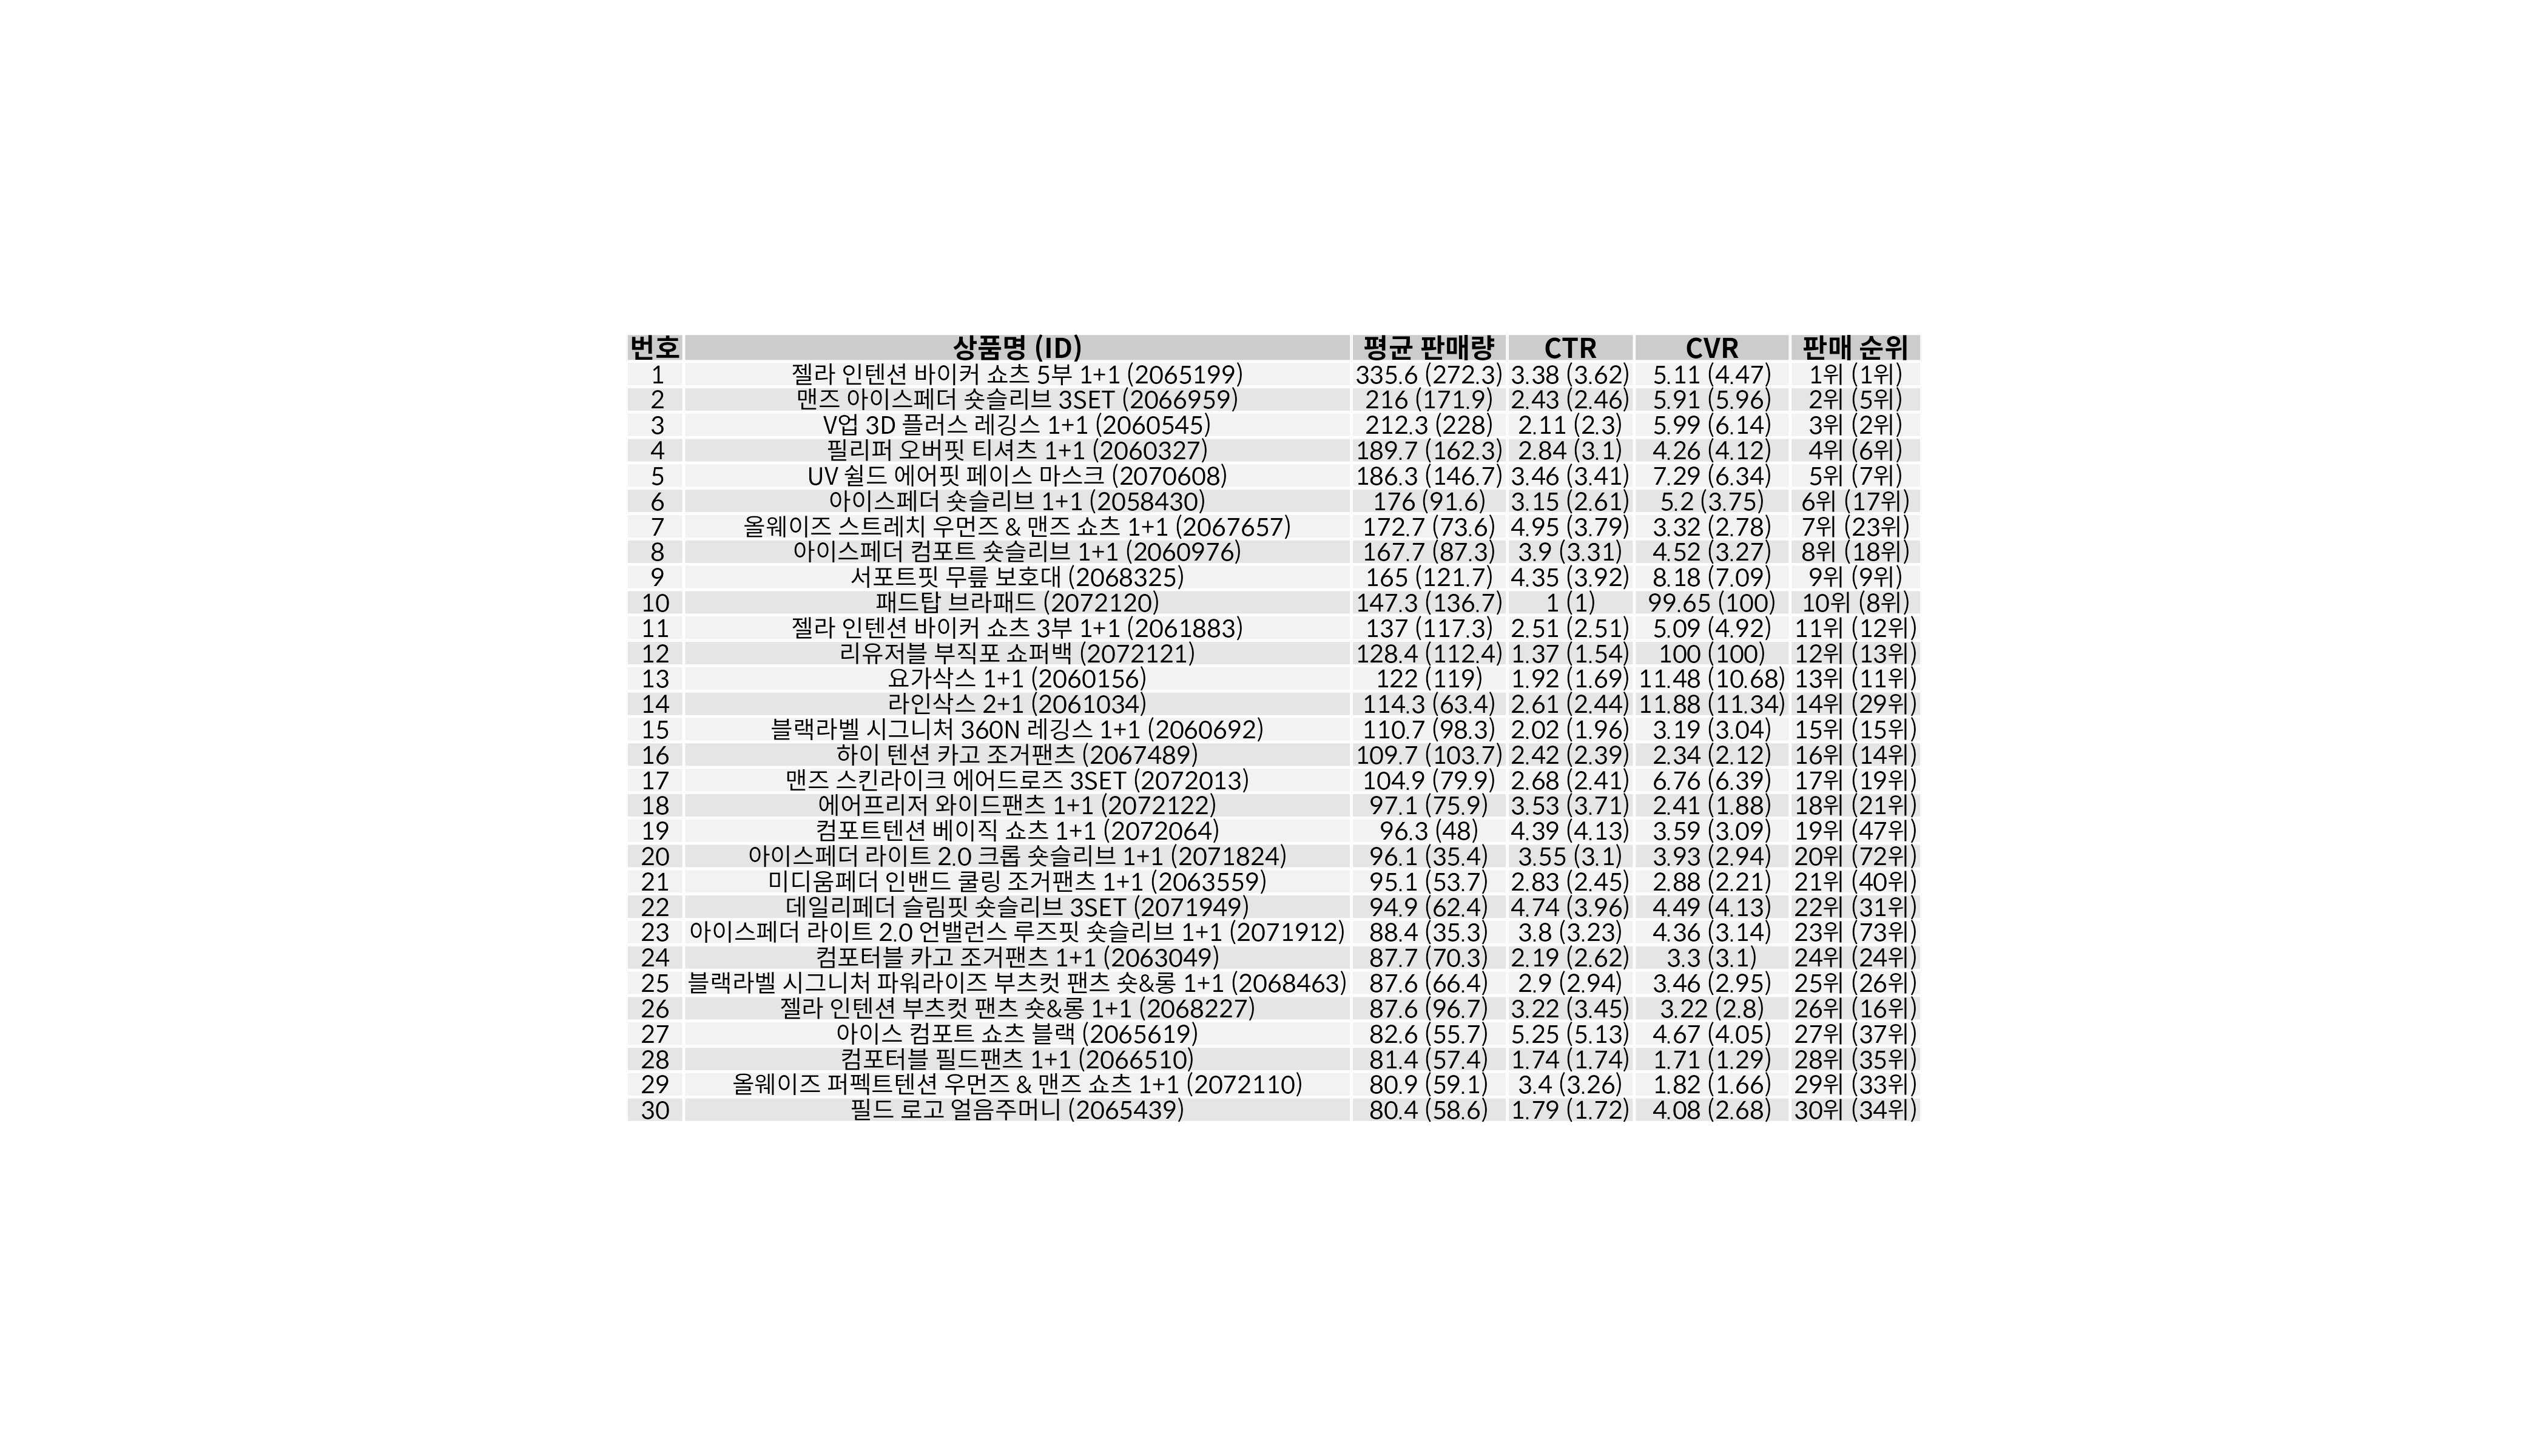 번호 상품명 (ID) 평균 판매량 CTR CVR 판매 순위
1 젤라 인텐션 바이커 쇼츠 5부 1+1 (2065199) 335.6 (272.3) 3.38 (3.62) 5.11 (4.47) 1위 (1위)
2 맨즈 아이스페더 숏슬리브 3SET (2066959) 216 (171.9) 2.43 (2.46) 5.91 (5.96) 2위 (5위)
3 V업 3D 플러스 레깅스 1+1 (2060545) 212.3 (228) 2.11 (2.3) 5.99 (6.14) 3위 (2위)
4 필리퍼 오버핏 티셔츠 1+1 (2060327) 189.7 (162.3) 2.84 (3.1) 4.26 (4.12) 4위 (6위)
5 UV 쉴드 에어핏 페이스 마스크 (2070608) 186.3 (146.7) 3.46 (3.41) 7.29 (6.34) 5위 (7위)
6 아이스페더 숏슬리브 1+1 (2058430) 176 (91.6) 3.15 (2.61) 5.2 (3.75) 6위 (17위)
7 올웨이즈 스트레치 우먼즈 & 맨즈 쇼츠 1+1 (2067657) 172.7 (73.6) 4.95 (3.79) 3.32 (2.78) 7위 (23위)
8 아이스페더 컴포트 숏슬리브 1+1 (2060976) 167.7 (87.3) 3.9 (3.31) 4.52 (3.27) 8위 (18위)
9 서포트핏 무릎 보호대 (2068325) 165 (121.7) 4.35 (3.92) 8.18 (7.09) 9위 (9위)
10 패드탑 브라패드 (2072120) 147.3 (136.7) 1 (1) 99.65 (100) 10위 (8위)
11 젤라 인텐션 바이커 쇼츠 3부 1+1 (2061883) 137 (117.3) 2.51 (2.51) 5.09 (4.92) 11위 (12위)
12 리유저블 부직포 쇼퍼백 (2072121) 128.4 (112.4) 1.37 (1.54) 100 (100) 12위 (13위)
13 요가삭스 1+1 (2060156) 122 (119) 1.92 (1.69) 11.48 (10.68) 13위 (11위)
14 라인삭스 2+1 (2061034) 114.3 (63.4) 2.61 (2.44) 11.88 (11.34) 14위 (29위)
15 블랙라벨 시그니처 360N 레깅스 1+1 (2060692) 110.7 (98.3) 2.02 (1.96) 3.19 (3.04) 15위 (15위)
16 하이 텐션 카고 조거팬츠 (2067489) 109.7 (103.7) 2.42 (2.39) 2.34 (2.12) 16위 (14위)
17 맨즈 스킨라이크 에어드로즈 3SET (2072013) 104.9 (79.9) 2.68 (2.41) 6.76 (6.39) 17위 (19위)
18 에어프리저 와이드팬츠 1+1 (2072122) 97.1 (75.9) 3.53 (3.71) 2.41 (1.88) 18위 (21위)
19 컴포트텐션 베이직 쇼츠 1+1 (2072064) 96.3 (48) 4.39 (4.13) 3.59 (3.09) 19위 (47위)
20 아이스페더 라이트 2.0 크롭 숏슬리브 1+1 (2071824) 96.1 (35.4) 3.55 (3.1) 3.93 (2.94) 20위 (72위)
21 미디움페더 인밴드 쿨링 조거팬츠 1+1 (2063559) 95.1 (53.7) 2.83 (2.45) 2.88 (2.21) 21위 (40위)
22 데일리페더 슬림핏 숏슬리브 3SET (2071949) 94.9 (62.4) 4.74 (3.96) 4.49 (4.13) 22위 (31위)
23 아이스페더 라이트 2.0 언밸런스 루즈핏 숏슬리브 1+1 (2071912) 88.4 (35.3) 3.8 (3.23) 4.36 (3.14) 23위 (73위)
24 컴포터블 카고 조거팬츠 1+1 (2063049) 87.7 (70.3) 2.19 (2.62) 3.3 (3.1) 24위 (24위)
25 블랙라벨 시그니처 파워라이즈 부츠컷 팬츠 숏&롱 1+1 (2068463) 87.6 (66.4) 2.9 (2.94) 3.46 (2.95) 25위 (26위)
26 젤라 인텐션 부츠컷 팬츠 숏&롱 1+1 (2068227) 87.6 (96.7) 3.22 (3.45) 3.22 (2.8) 26위 (16위)
27 아이스 컴포트 쇼츠 블랙 (2065619) 82.6 (55.7) 5.25 (5.13) 4.67 (4.05) 27위 (37위)
28 컴포터블 필드팬츠 1+1 (2066510) 81.4 (57.4) 1.74 (1.74) 1.71 (1.29) 28위 (35위)
29 올웨이즈 퍼펙트텐션 우먼즈 & 맨즈 쇼츠 1+1 (2072110) 80.9 (59.1) 3.4 (3.26) 1.82 (1.66) 29위 (33위)
30 필드 로고 얼음주머니 (2065439) 80.4 (58.6) 1.79 (1.72) 4.08 (2.68) 30위 (34위)